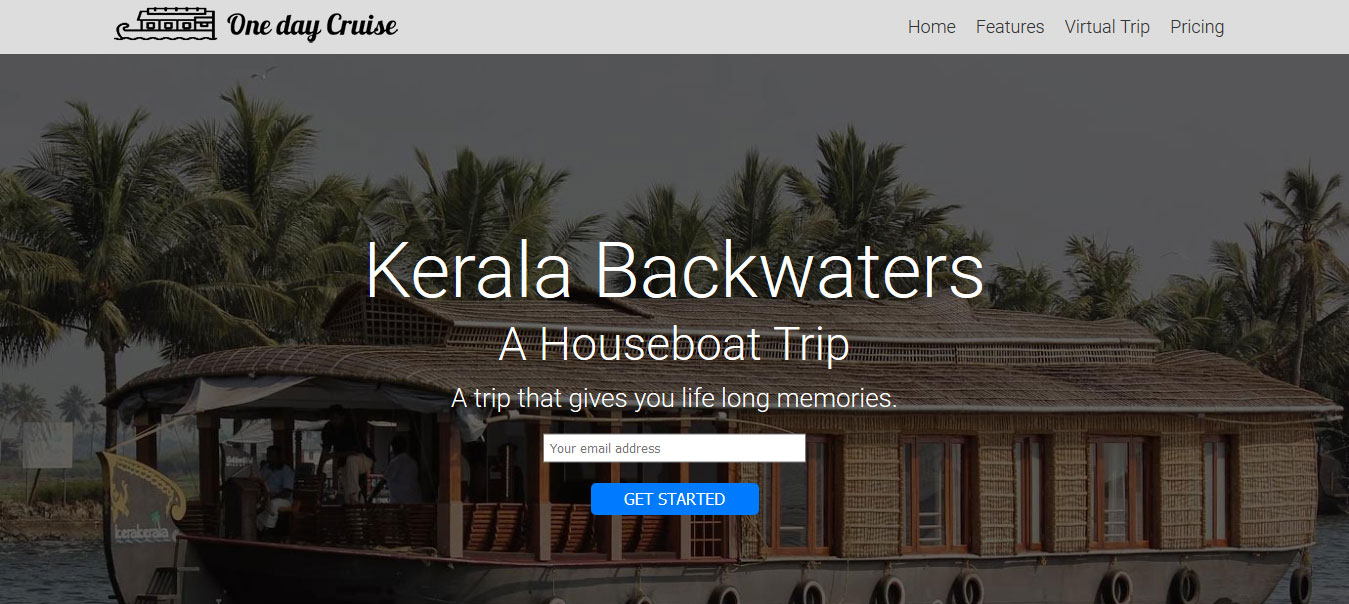 One day Cruise
Home Features Virtual Trip Pricing
Kerala Backwaters
A Houseboat Trip
A trip that gives you life long memories.
Your email address
GET STARTED
kerakerala